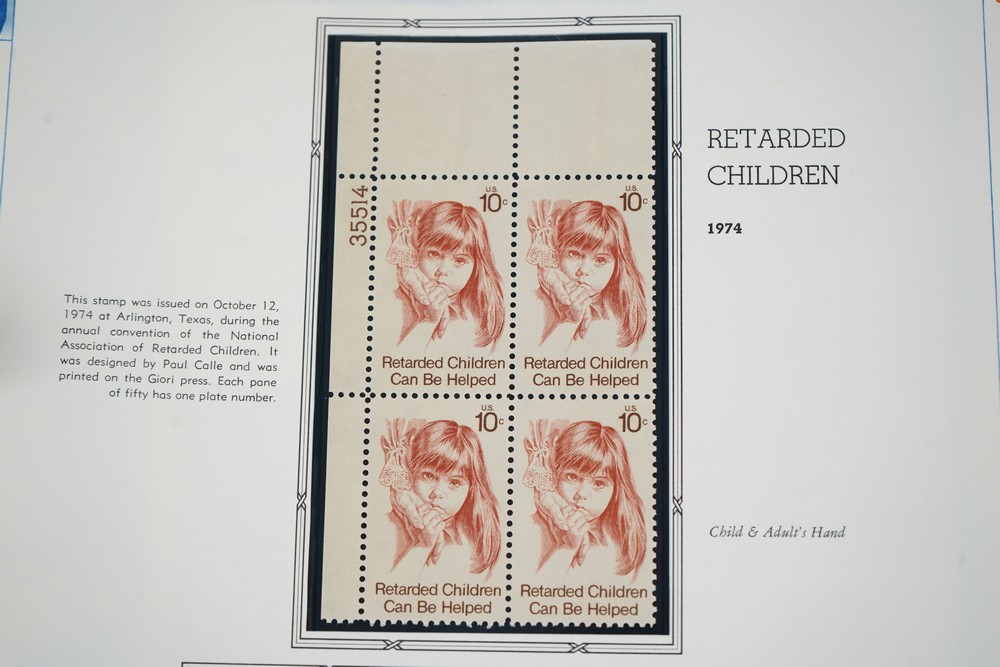 RETARDED
CHILDREN
1974
This stamp was issued on October 12,
1974 at Arlington, Texas, during the
annual convention of the National
Association of Retarded Children. It
was designed by Paul Calle and was
printed on the Giori press. Each pane
of fifty has one plate number.
35514
U.S.
10c
Retarded Children
Can Be Helped
U.S.
10c
Retarded Children
Can Be Helped
U.S.
10c
Retarded Children
Can Be Helped
U.S.
10c
Retarded Children
Can Be Helped
Child & Adult's Hand